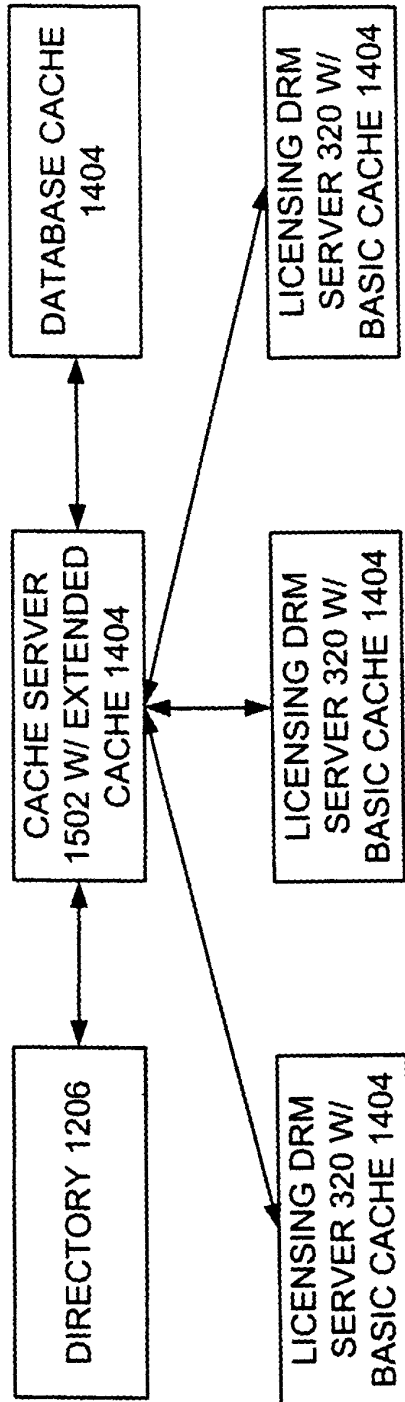 DIRECTORY 1206
CACHE SERVER
1502 W/ EXTENDED
CACHE 1404
DATABASE CACHE
1404
LICENSING DRM
SERVER 320 W/
BASIC CACHE 1404
LICENSING DRM
SERVER 320 W/
BASIC CACHE 1404
LICENSING DRM
SERVER 320 W/
BASIC CACHE 1404